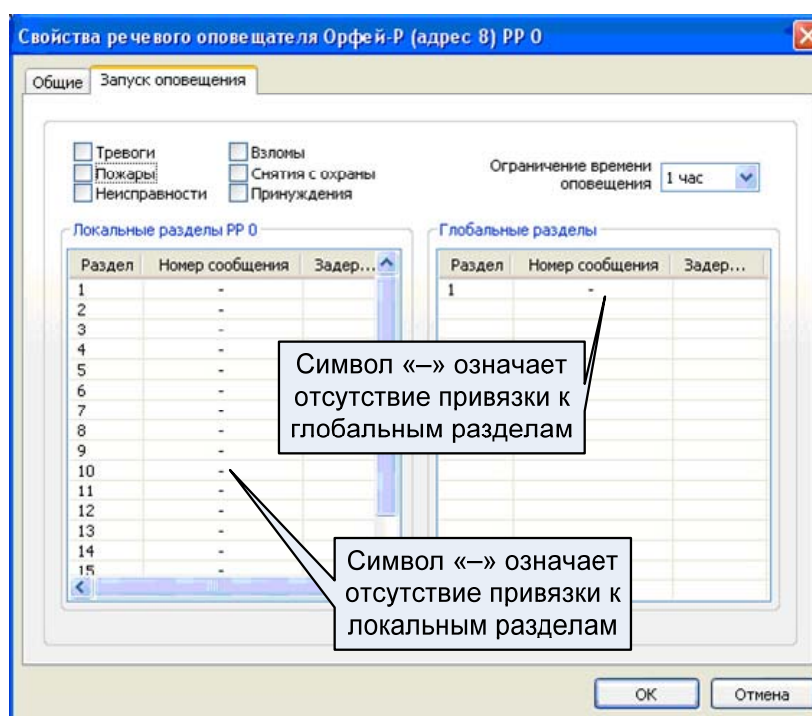 Свойства речевого оповещателя Орфей-Р (адрес 8) РР 0
Общие Запуск оповещения
Тревоги Взломы
Пожары Снятия с охраны
Неисправности Принуждения
Ограничение времени
оповещения 1 час
Локальные разделы РР 0
Раздел Номер сообщения Задер...
1 -
2 -
3 -
4 -
5 -
6 -
7 -
8 -
9 -
10 -
11 -
12 -
13 -
14 -
15 -
Глобальные разделы
Раздел Номер сообщения Задер...
1 -
Символ «–» означает
отсутствие привязки к
глобальным разделам
Символ «–» означает
отсутствие привязки к
локальным разделам
OK Отмена